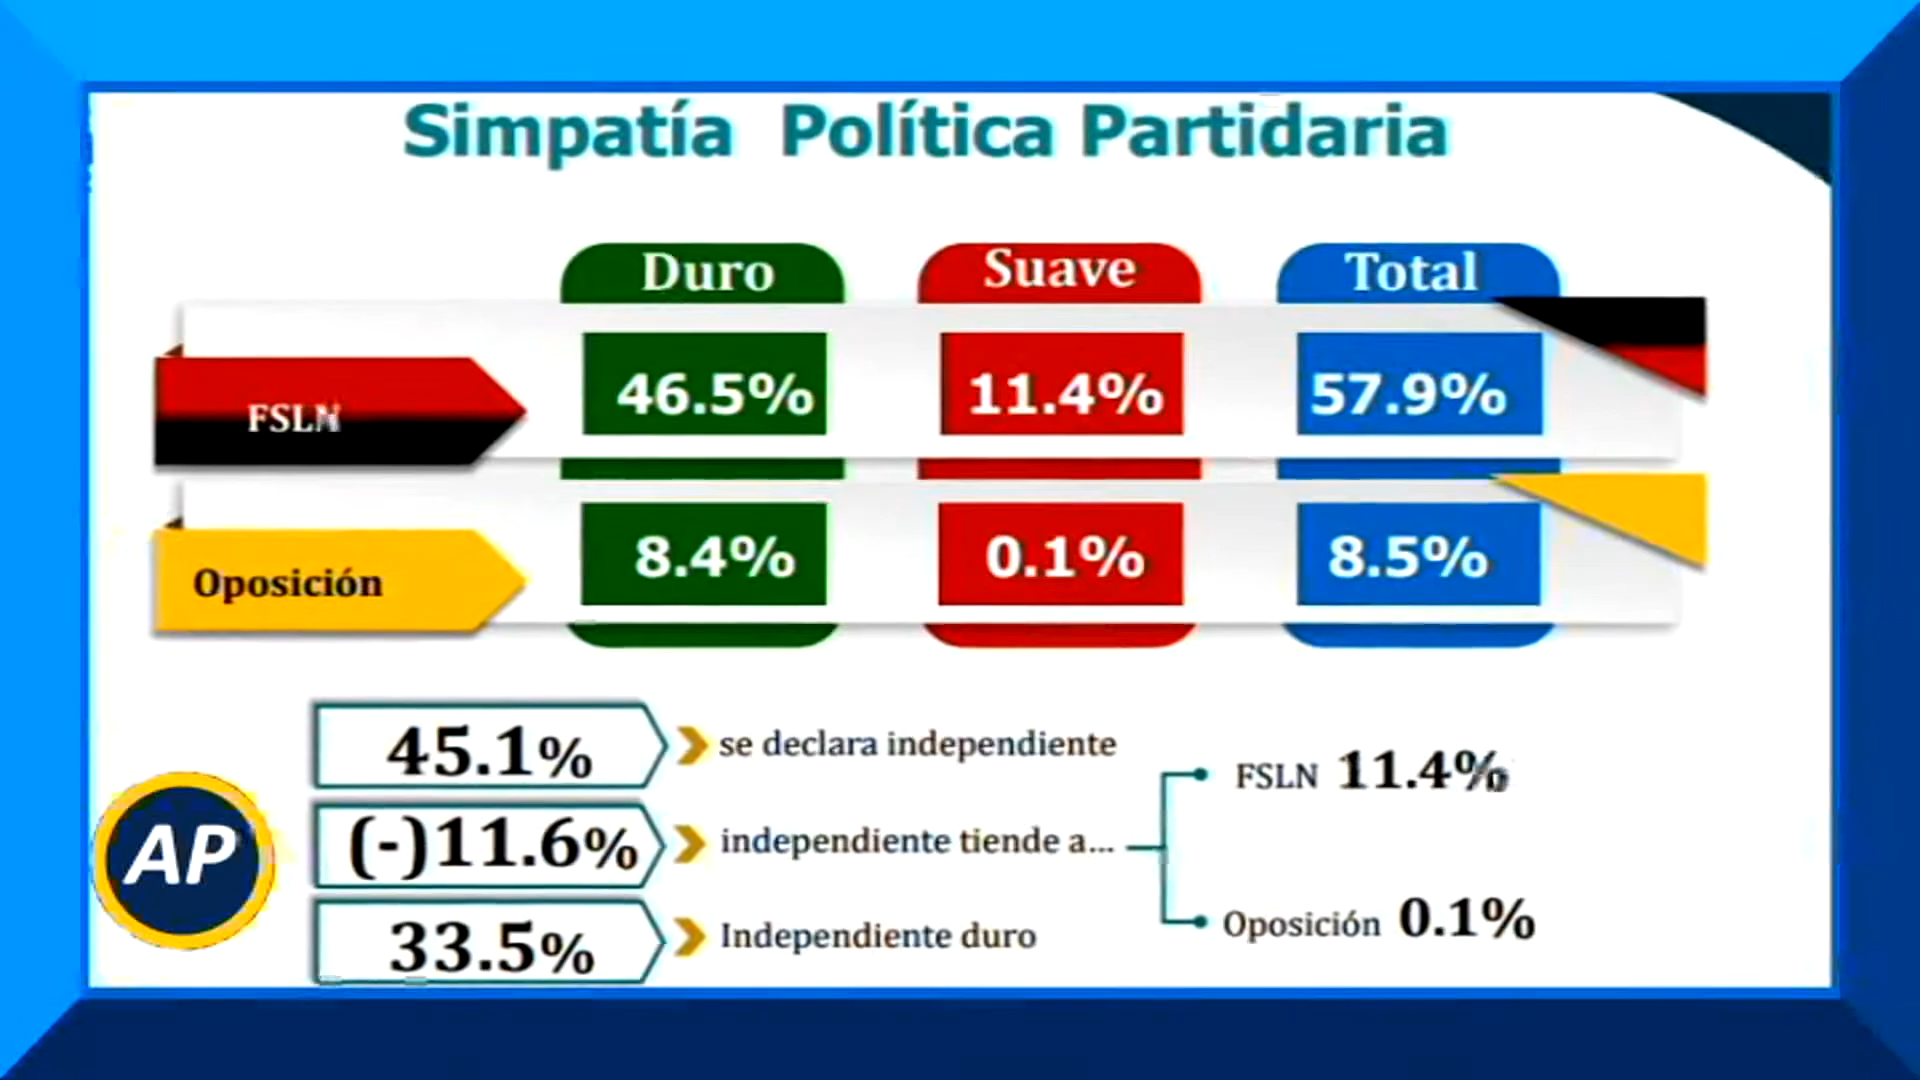 Simpatía Política Partidaria
Duro Suave Total
FSLN 46.5% 11.4% 57.9%
Oposición 8.4% 0.1% 8.5%
45.1% se declara independiente
(-)11.6% independiente tiende a...
33.5% Independiente duro
FSLN 11.4%
Oposición 0.1%
AP